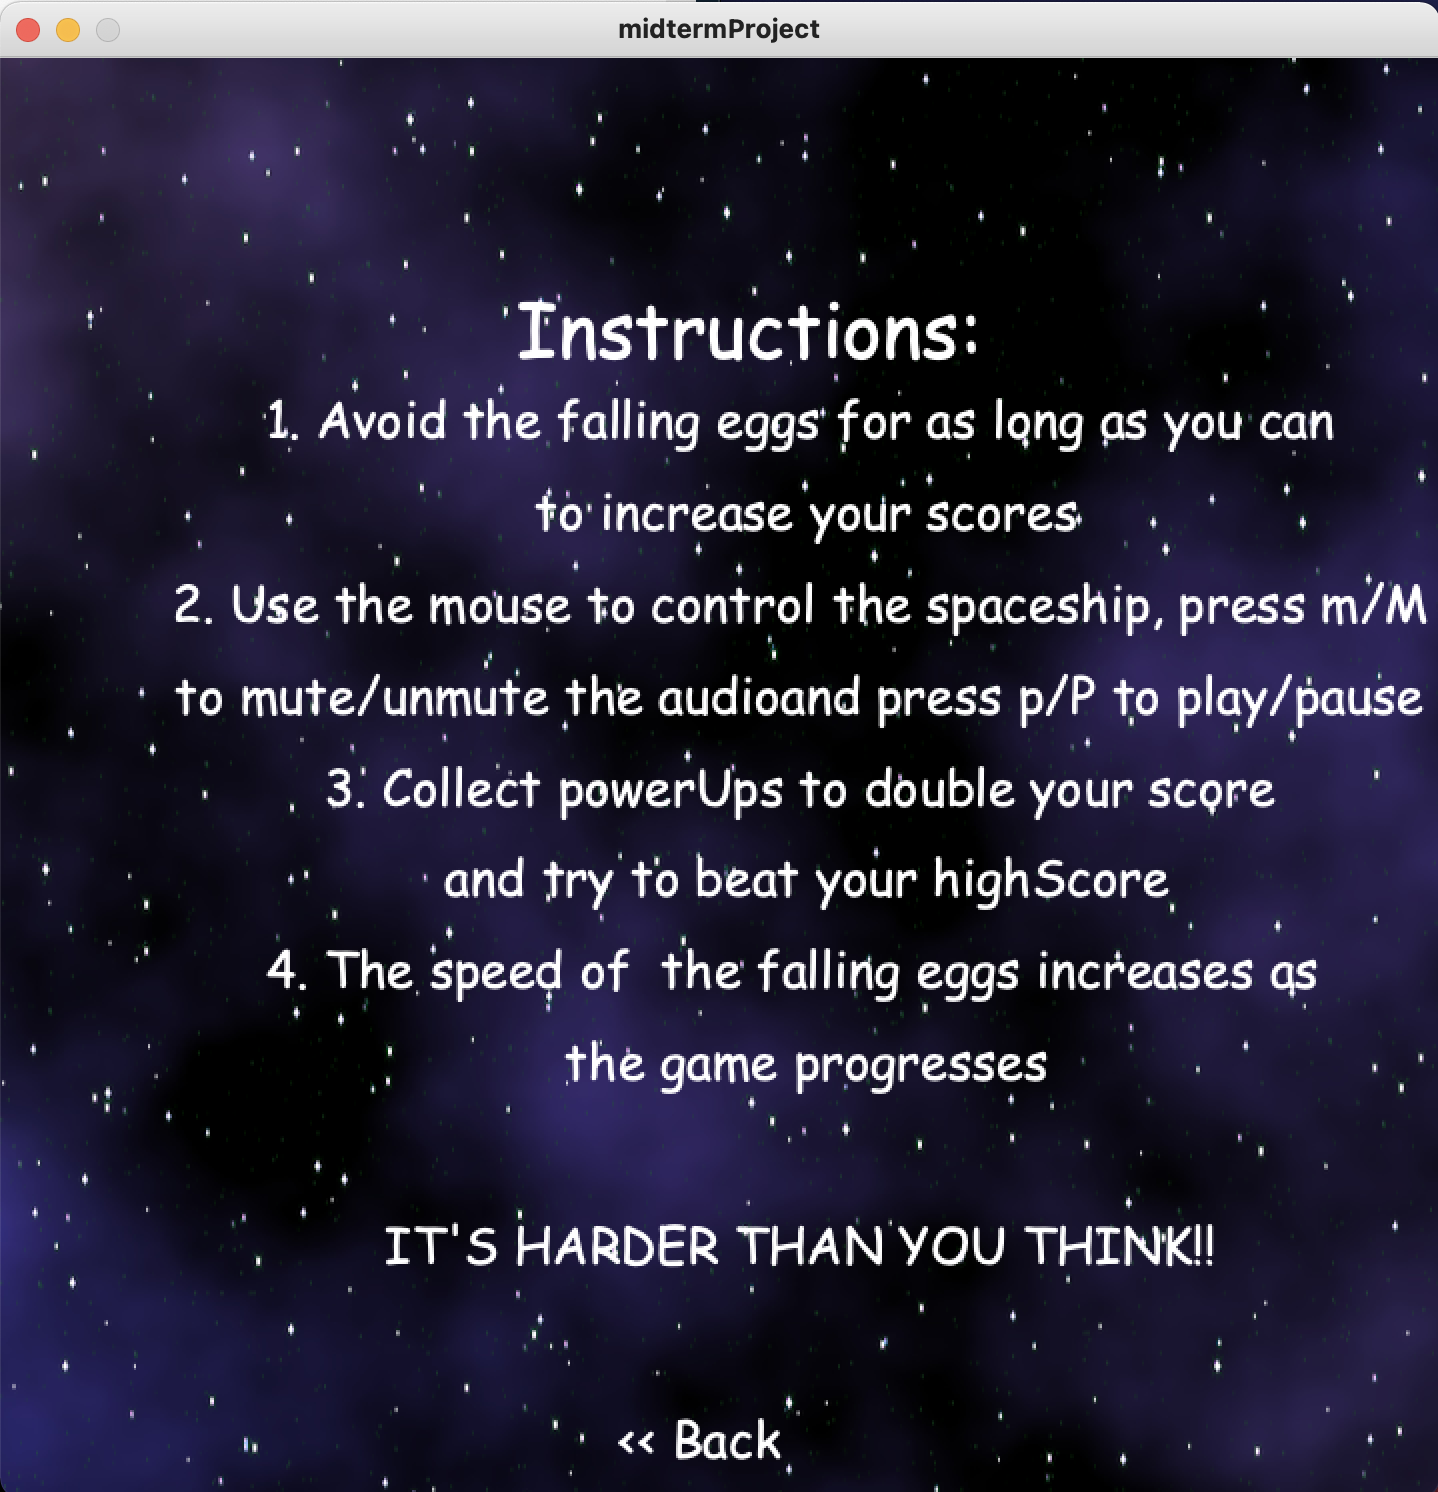 midtermProject
Instructions:
1. Avoid the falling eggs for as long as you can
to increase your scores
2. Use the mouse to control the spaceship, press m/M
to mute/unmute the audioand press p/P to play/pause
3. Collect powerUps to double your score
and try to beat your highScore
4. The speed of  the falling eggs increases as
the game progresses
IT'S HARDER THAN YOU THINK!!
<< Back